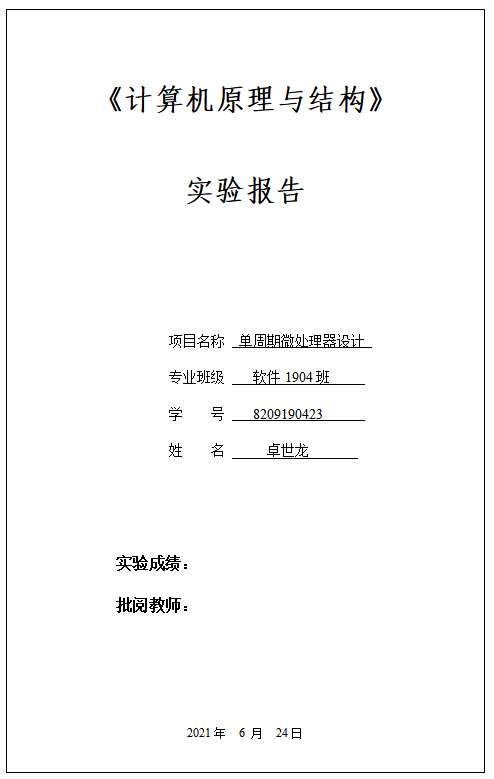 《计算机原理与结构》
实验报告
项目名称 单周期微处理器设计
专业班级 软件 1904 班
学 号 8209190423
姓 名 卓世龙
实验成绩：
批阅教师：
2021 年 6 月 24 日